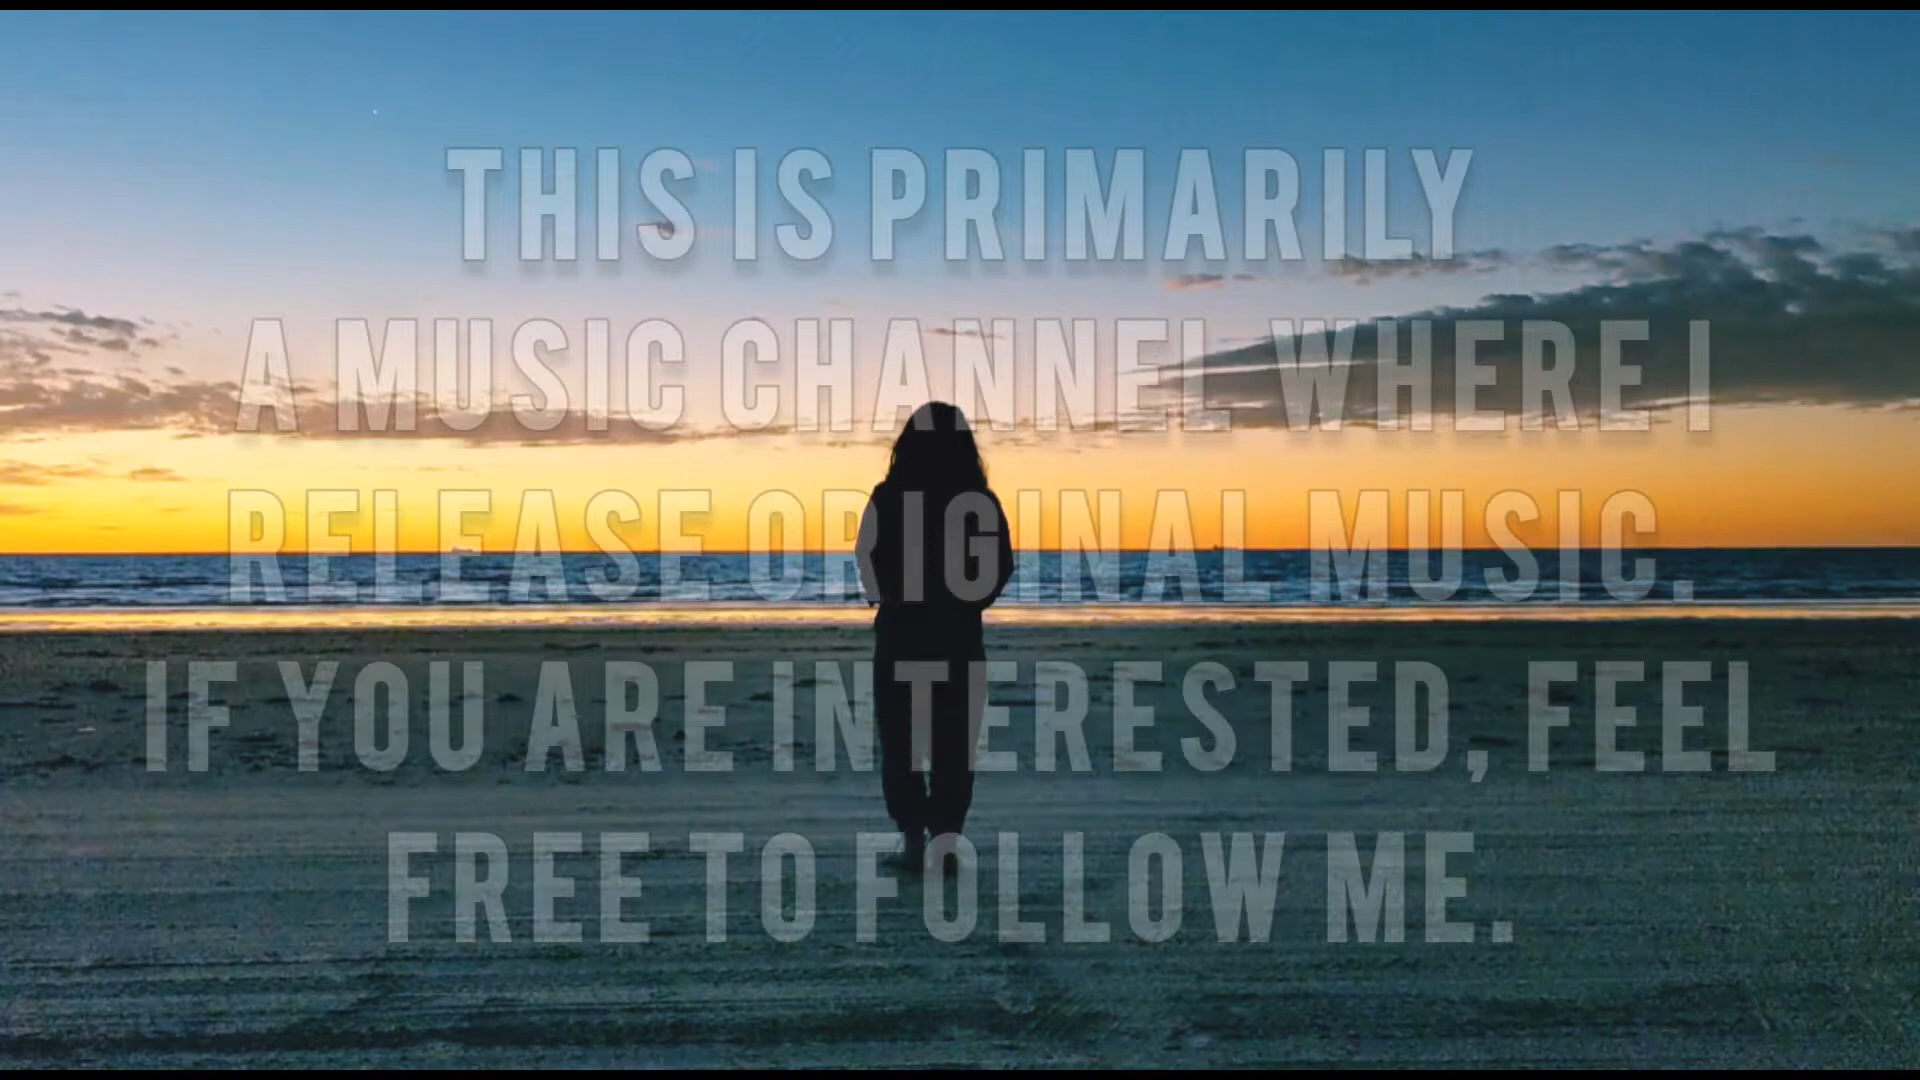 THIS IS PRIMARILY
A MUSIC CHANNEL WHERE I
RELEASE ORIGINAL MUSIC.
IF YOU ARE INTERESTED, FEEL
FREE TO FOLLOW ME.